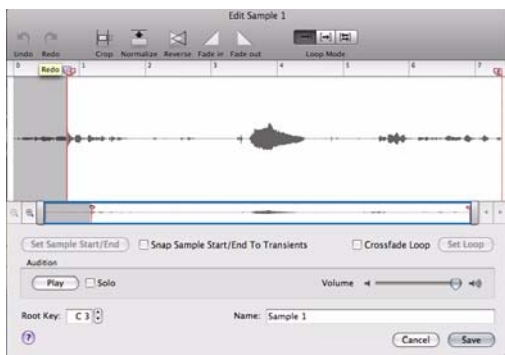 Edit Sample 1
Undo Redo Crop Normalize Reverse Fade in Fade out Loop Mode
Redo
0 1 2 3 4 5 6 7
Set Sample Start/End Snap Sample Start/End To Transients Crossfade Loop Set Loop
Audition
Play Solo Volume
Root Key: C 3 Name: Sample 1
? Cancel Save